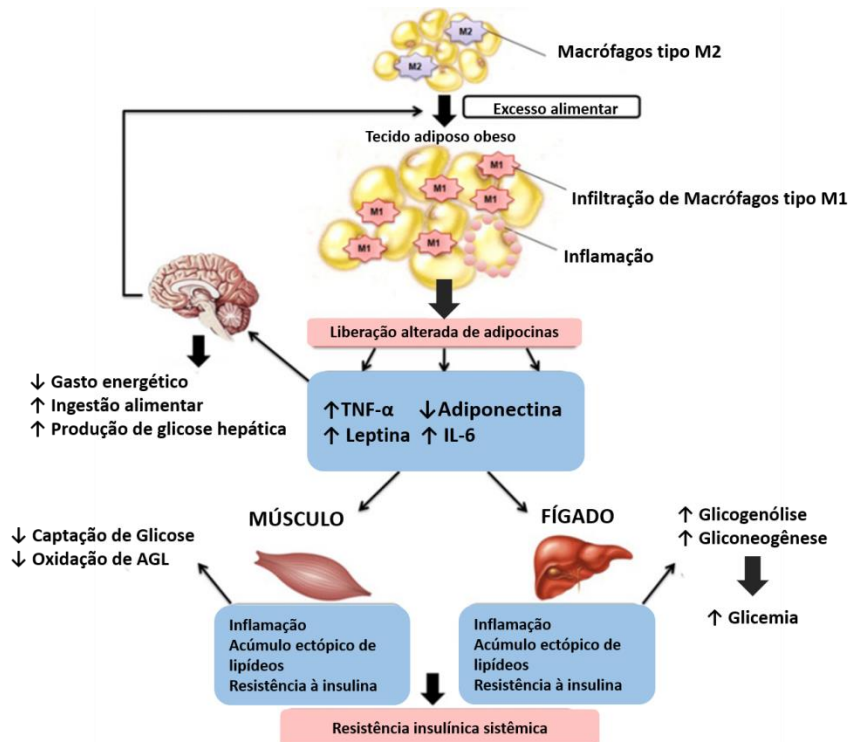 M2
M2
Macrófagos tipo M2
Excesso alimentar
Tecido adiposo obeso
M1
M1
M1
M1
M1
M1
Infiltração de Macrófagos tipo M1
Inflamação
Liberação alterada de adipocinas
↓ Gasto energético
↑ Ingestão alimentar
↑ Produção de glicose hepática
↑TNF-α ↓Adiponectina
↑ Leptina ↑ IL-6
MÚSCULO
FÍGADO
↓ Captação de Glicose
↓ Oxidação de AGL
↑ Glicogenólise
↑ Gliconeogênese
↑ Glicemia
Inflamação
Acúmulo ectópico de
lipídeos
Resistência à insulina
Inflamação
Acúmulo ectópico de
lipídeos
Resistência à insulina
Resistência insulínica sistêmica